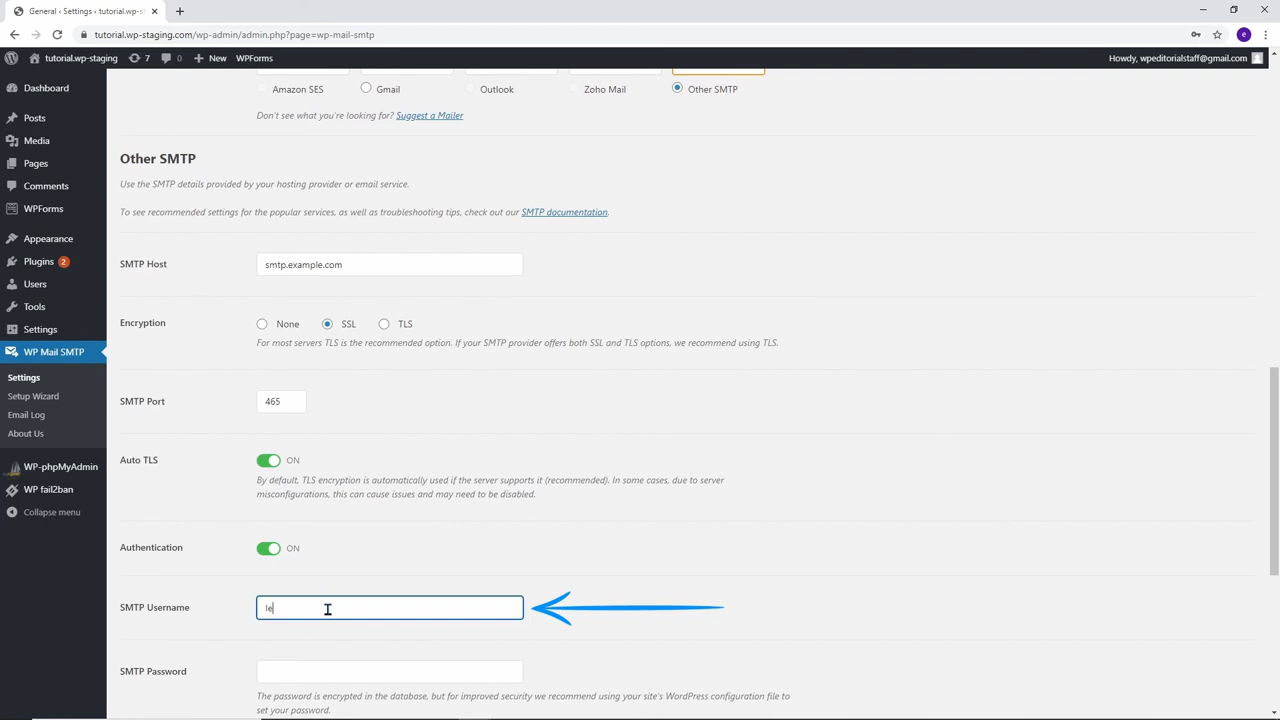 General ‹ Settings ‹ tutorial.wp-s
tutorial.wp-staging.com/wp-admin/admin.php?page=wp-mail-smtp
e
tutorial.wp-staging 7 0 New WPForms Howdy, wpeditorialstaff@gmail.com
Dashboard
Posts
Media
Pages
Comments
WPForms
Appearance
Plugins 2
Users
Tools
Settings
WP Mail SMTP
Settings
Setup Wizard
Email Log
About Us
WP-phpMyAdmin
WP fail2ban
Collapse menu
Amazon SES Gmail Outlook Zoho Mail Other SMTP
Don't see what you're looking for? Suggest a Mailer
Other SMTP
Use the SMTP details provided by your hosting provider or email service.
To see recommended settings for the popular services, as well as troubleshooting tips, check out our SMTP documentation.
SMTP Host smtp.example.com
Encryption None SSL TLS
For most servers TLS is the recommended option. If your SMTP provider offers both SSL and TLS options, we recommend using TLS.
SMTP Port 465
Auto TLS ON
By default, TLS encryption is automatically used if the server supports it (recommended). In some cases, due to server
misconfigurations, this can cause issues and may need to be disabled.
Authentication ON
SMTP Username le
SMTP Password
The password is encrypted in the database, but for improved security we recommend using your site's WordPress configuration file to
set your password.